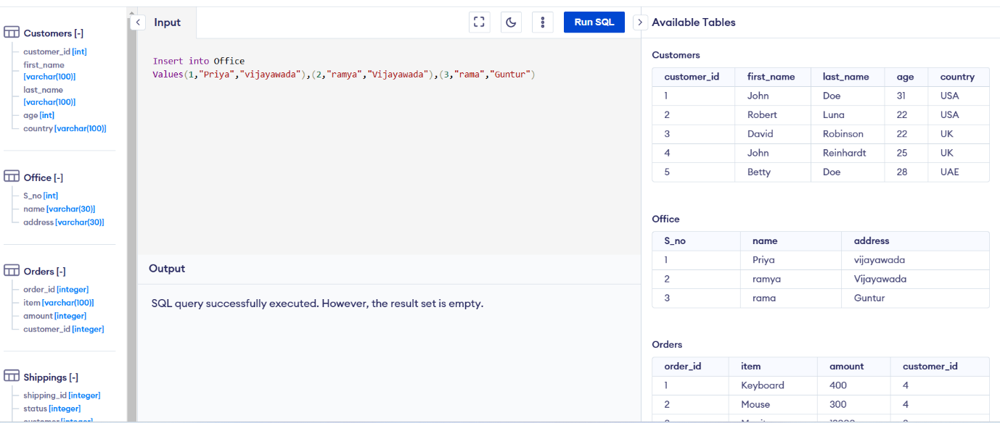 Customers [-]
customer_id [int]
first_name
[varchar(100)]
last_name
[varchar(100)]
age [int]
country [varchar(100)]
Office [-]
S_no [int]
name [varchar(30)]
address [varchar(30)]
Orders [-]
order_id [integer]
item [varchar(100)]
amount [integer]
customer_id [integer]
Shippings [-]
shipping_id [integer]
status [integer]
customer [integer]
Input
Run SQL
Insert into Office
Values(1,"Priya","vijayawada"),(2,"ramya","Vijayawada"),(3,"rama","Guntur")
Output
SQL query successfully executed. However, the result set is empty.
Available Tables
Customers
customer_id first_name last_name age country
1 John Doe 31 USA
2 Robert Luna 22 USA
3 David Robinson 22 UK
4 John Reinhardt 25 UK
5 Betty Doe 28 UAE
Office
S_no name address
1 Priya vijayawada
2 ramya Vijayawada
3 rama Guntur
Orders
order_id item amount customer_id
1 Keyboard 400 4
2 Mouse 300 4